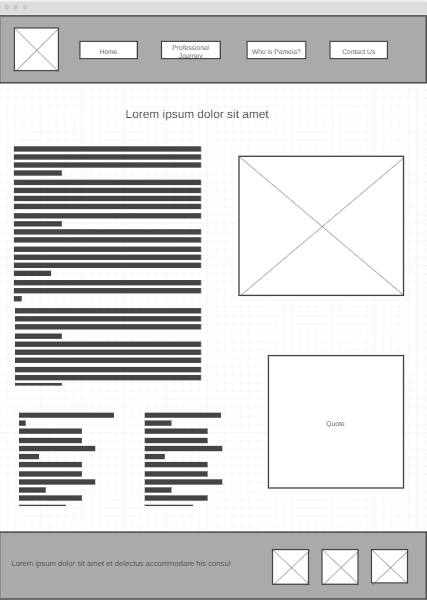 Home
Professional
Journey
Who is Pamela?
Contact Us
Lorem ipsum dolor sit amet
Quote
Lorem ipsum dolor sit amet et delectus accommodare his consul